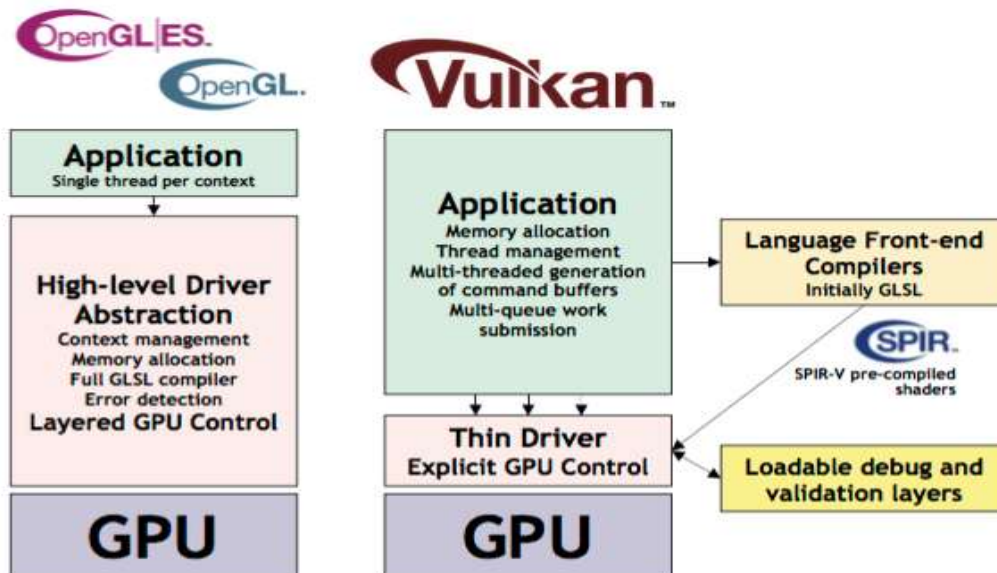 OpenGL|ES™
OpenGL.
Vulkan™
Application
Single thread per context
High-level Driver
Abstraction
Context management
Memory allocation
Full GLSL compiler
Error detection
Layered GPU Control
GPU
Application
Memory allocation
Thread management
Multi-threaded generation
of command buffers
Multi-queue work
submission
Thin Driver
Explicit GPU Control
GPU
Language Front-end
Compilers
Initially GLSL
SPIR™
SPIR-V pre-compiled
shaders
Loadable debug and
validation layers